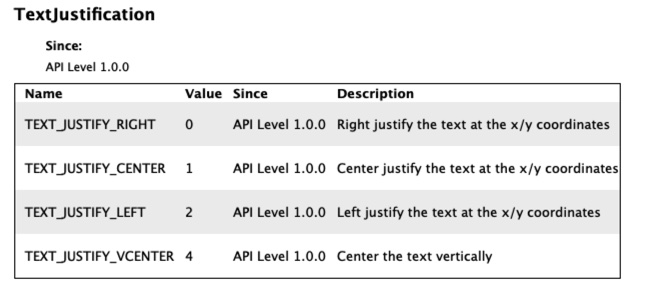 TextJustification
Since:
API Level 1.0.0
Name Value Since Description
TEXT_JUSTIFY_RIGHT 0 API Level 1.0.0 Right justify the text at the x/y coordinates
TEXT_JUSTIFY_CENTER 1 API Level 1.0.0 Center justify the text at the x/y coordinates
TEXT_JUSTIFY_LEFT 2 API Level 1.0.0 Left justify the text at the x/y coordinates
TEXT_JUSTIFY_VCENTER 4 API Level 1.0.0 Center the text vertically